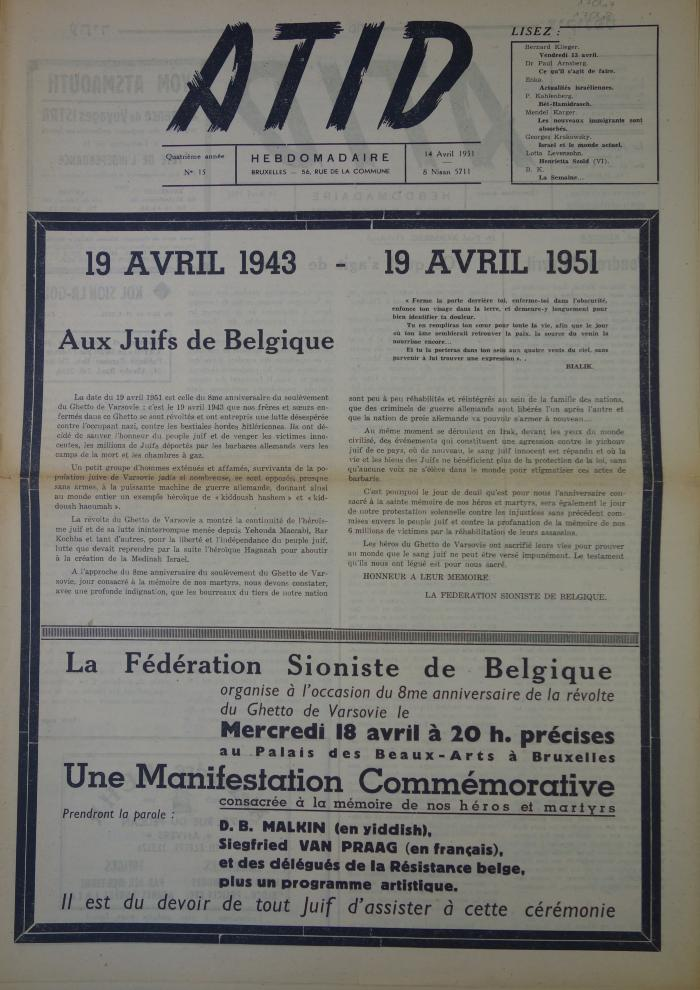 ATID
Quatrième année
N° 15
HEBDOMADAIRE
BRUXELLES — 56, RUE DE LA COMMUNE
14 Avril 1951
8 Nisan 5711
LISEZ :
Bernard Klieger.
Vendredi 13 avril.
Dr Paul Arnsberg.
Ce qu'il s'agit de faire.
Enka.
Actualités israéliennes.
P. Kahlenberg.
Bét-Hamidrasch.
Mendel Karger.
Les nouveaux immigrants sont
absorbés.
Georges Krakowsky.
Israel et le monde actuel.
Lotta Levensohn.
Henrietta Szold (VI).
B. K.
La Semaine...
19 AVRIL 1943 - 19 AVRIL 1951
Aux Juifs de Belgique
« Ferme la porte derrière toi, enferme-toi dans l'obscurité,
enfonce ton visage dans la terre, et demeure-y longuement pour
bien identifier ta douleur.
Tu en rempliras ton cœur pour toute la vie, afin que le jour
où ton âme semblerait retrouver la paix, la source du venin la
nourrisse encore...
Et tu la porteras dans ton sein aux quatre vents du ciel, sans
parvenir à lui trouver une expression ». .
BIALIK.
La date du 19 avril 1951 est celle du 8me anniversaire du soulèvement
du Ghetto de Varsovie : c'est le 19 avril 1943 que nos frères et sœurs en-
fermés dans ce Ghetto se sont révoltés et ont entrepris une lutte désespérée
contre l'occupant nazi, contre les bestiales hordes hitlériennes. Ils ont dé-
cidé de sauver l'honneur du peuple juif et de venger les victimes inno-
centes, les millions de Juifs déportés par les barbares allemands vers les
camps de la mort et les chambres à gaz.
Un petit groupe d'hommes exténués et affamés, survivants de la po-
pulation juive de Varsovie jadis si nombreuse, se sont opposés, presque
sans armes, à la puissante machine de guerre allemande, donnant ainsi
au monde entier un exemple héroïque de « kiddoush hashem » et « kid-
doush haoumah ».
La révolte du Ghetto de Varsovie a montré la continuité de l'héroïs-
me juif et de sa lutte ininterrompue menée depuis Yehouda Macrabi, Bar
Kochba et tant d'autres, pour la liberté et l'indépendance du peuple juif,
lutte que devait reprendre par la suite l'héroïque Haganah pour aboutir
à la création de la Medinah Israel.
A l'approche du 8me anniversaire du soulèvement du Ghetto de Var-
sovie, jour consacré à la mémoire de nos martyrs, nous devons constater,
avec une profonde indignation, que les bourreaux du tiers de notre nation
sont peu à peu réhabilités et réintégrés au sein de la famille des nations,
que des criminels de guerre allemands sont libérés l'un après l'autre et
que la nation de proie allemande va pouvoir s'armer à nouveau...
Au même moment se déroulent en Irak, devant les yeux du monde
civilisé, des événements qui constituent une agression contre le yichouv
juif de ce pays, où de nouveau, le sang juif innocent est répandu et où la
vie et les biens des Juifs ne bénéficient plus de la protection de la loi, sans
qu'aucune voix ne s'élève dans le monde pour stigmatiser ces actes de
barbarie.
C'est pourquoi le jour de deuil qu'est pour nous l'anniversaire con-
sacré à la sainte mémoire de nos héros et martyrs, sera également le jour
de notre protestation solennelle contre les injustices sans précédent com-
mises envers le peuple juif et contre la profanation de la mémoire de nos
6 millions de victimes par la réhabilitation de leurs assassins.
Les héros du Ghetto de Varsovie ont sacrifié leurs vies pour prouver
au monde que le sang juif ne peut être versé impunément. Le testament
qu'ils nous ont légué est pour nous sacré.
HONNEUR A LEUR MEMOIRE
LA FEDERATION SIONISTE DE BELGIQUE.
La Fédération Sioniste de Belgique
organise à l'occasion du 8me anniversaire de la révolte
du Ghetto de Varsovie le
Mercredi 18 avril à 20 h. précises
au Palais des Beaux-Arts à Bruxelles
Une Manifestation Commémorative
consacrée à la mémoire de nos héros et martyrs
Prendront la parole :
D. B. MALKIN (en yiddish),
Siegfried VAN PRAAG (en français),
et des délégués de la Résistance belge,
plus un programme artistique.
Il est du devoir de tout Juif d'assister à cette cérémonie